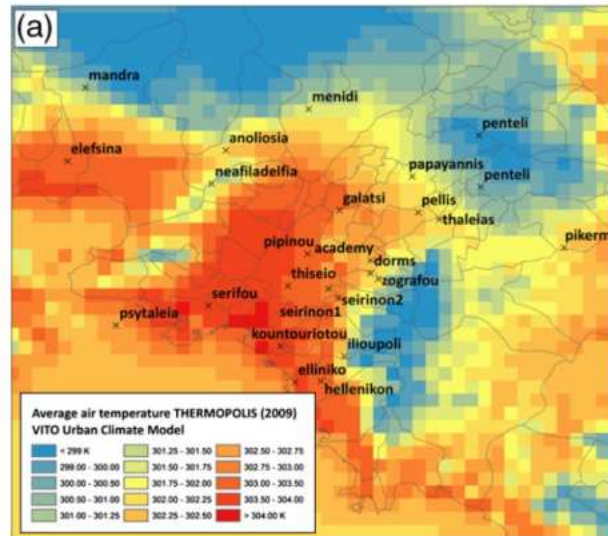 (a)
mandra
menidi
penteli
anoliosia
elefsina
papayannis
neafiladelfia
penteli
galatsi
pellis
thaleias
pipinou
academy
pikerm
dorms
thiseio
zografou
serifou
seirinon2
psytaleia
seirinon1
kountouriotou
ilioupoli
elliniko
hellenikon
Average air temperature THERMOPOLIS (2009)
VITO Urban Climate Model
< 299 K 301.25 - 301.50 302.50 - 302.75
299.00 - 300.00 301.50 - 301.75 302.75 - 303.00
300.00 - 300.50 301.75 - 302.00 303.00 - 303.50
300.50 - 301.00 302.00 - 302.25 303.50 - 304.00
301.00 - 301.25 302.25 - 302.50 > 304.00 K